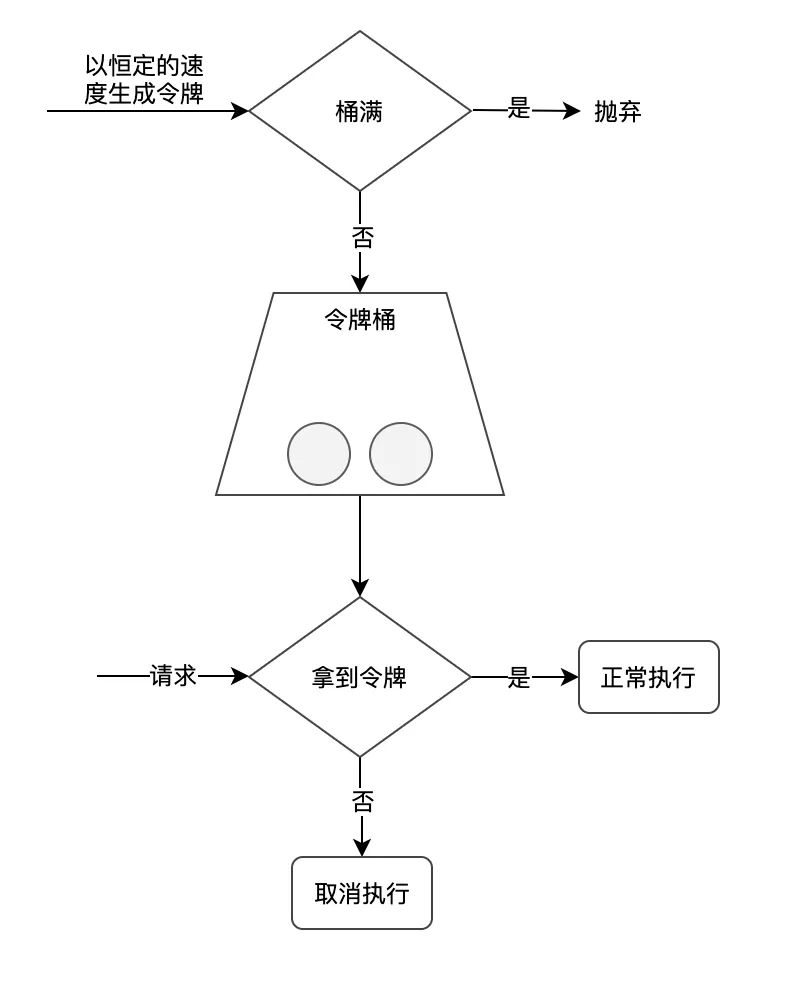 以恒定的速
度生成令牌
桶满
是
抛弃
否
令牌桶
请求
拿到令牌
是
正常执行
否
取消执行